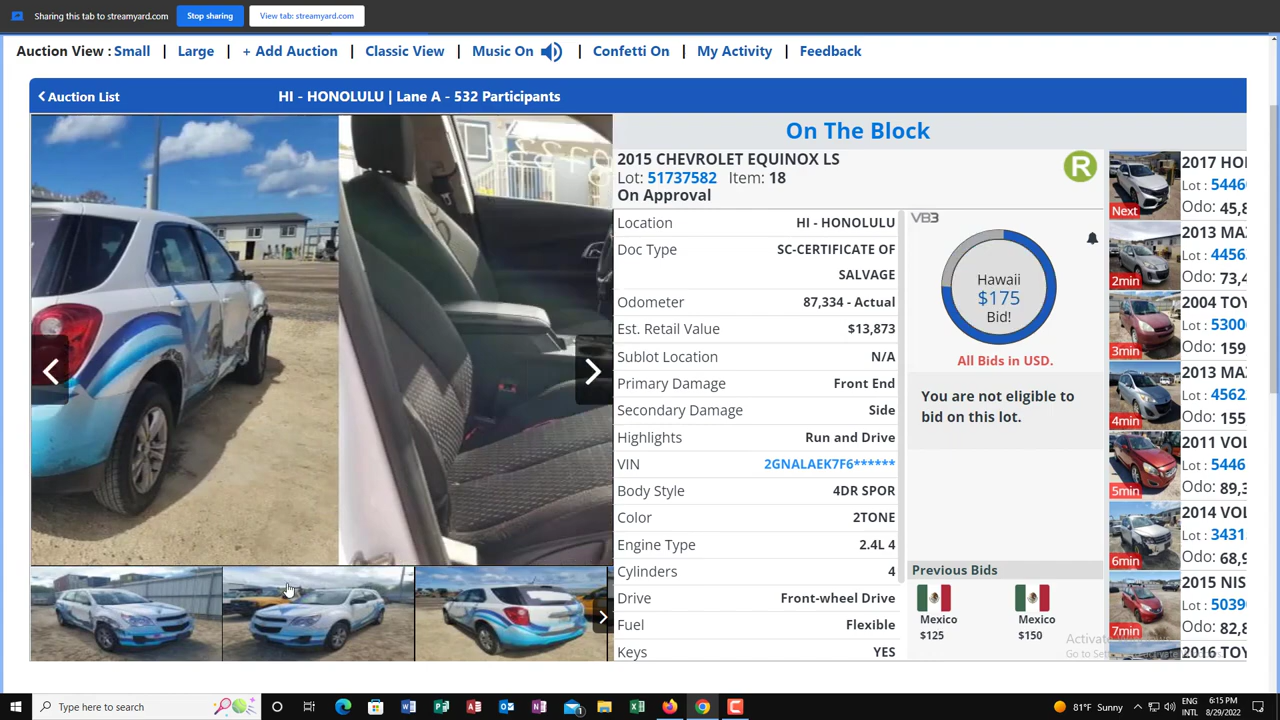 Sharing this tab to streamyard.com
Stop sharing
View tab: streamyard.com
Auction View : Small | Large | + Add Auction | Classic View | Music On | Confetti On | My Activity | Feedback
Auction List
HI - HONOLULU | Lane A - 532 Participants
On The Block
2015 CHEVROLET EQUINOX LS
Lot: 51737582 Item: 18
On Approval
R
Location HI - HONOLULU
Doc Type SC-CERTIFICATE OF
SALVAGE
Odometer 87,334 - Actual
Est. Retail Value $13,873
Sublot Location N/A
Primary Damage Front End
Secondary Damage Side
Highlights Run and Drive
VIN 2GNALAEK7F6******
Body Style 4DR SPOR
Color 2TONE
Engine Type 2.4L 4
Cylinders 4
Drive Front-wheel Drive
Fuel Flexible
Keys YES
VB3
Hawaii
$175
Bid!
All Bids in USD.
You are not eligible to
bid on this lot.
Previous Bids
Mexico
$125
Mexico
$150
2017 HO
Lot : 5446
Odo: 45,8
Next
2013 MA
Lot : 4456
Odo: 73,4
2min
2004 TOY
Lot : 5300
Odo: 159
3min
2013 MA
Lot : 4562
Odo: 155
4min
2011 VOL
Lot : 5446
Odo: 89,3
5min
2014 VOL
Lot : 3431
Odo: 68,9
6min
2015 NIS
Lot : 5039
Odo: 82,8
7min
2016 TOY
Type here to search
81°F Sunny
ENG
INTL
6:15 PM
8/29/2022